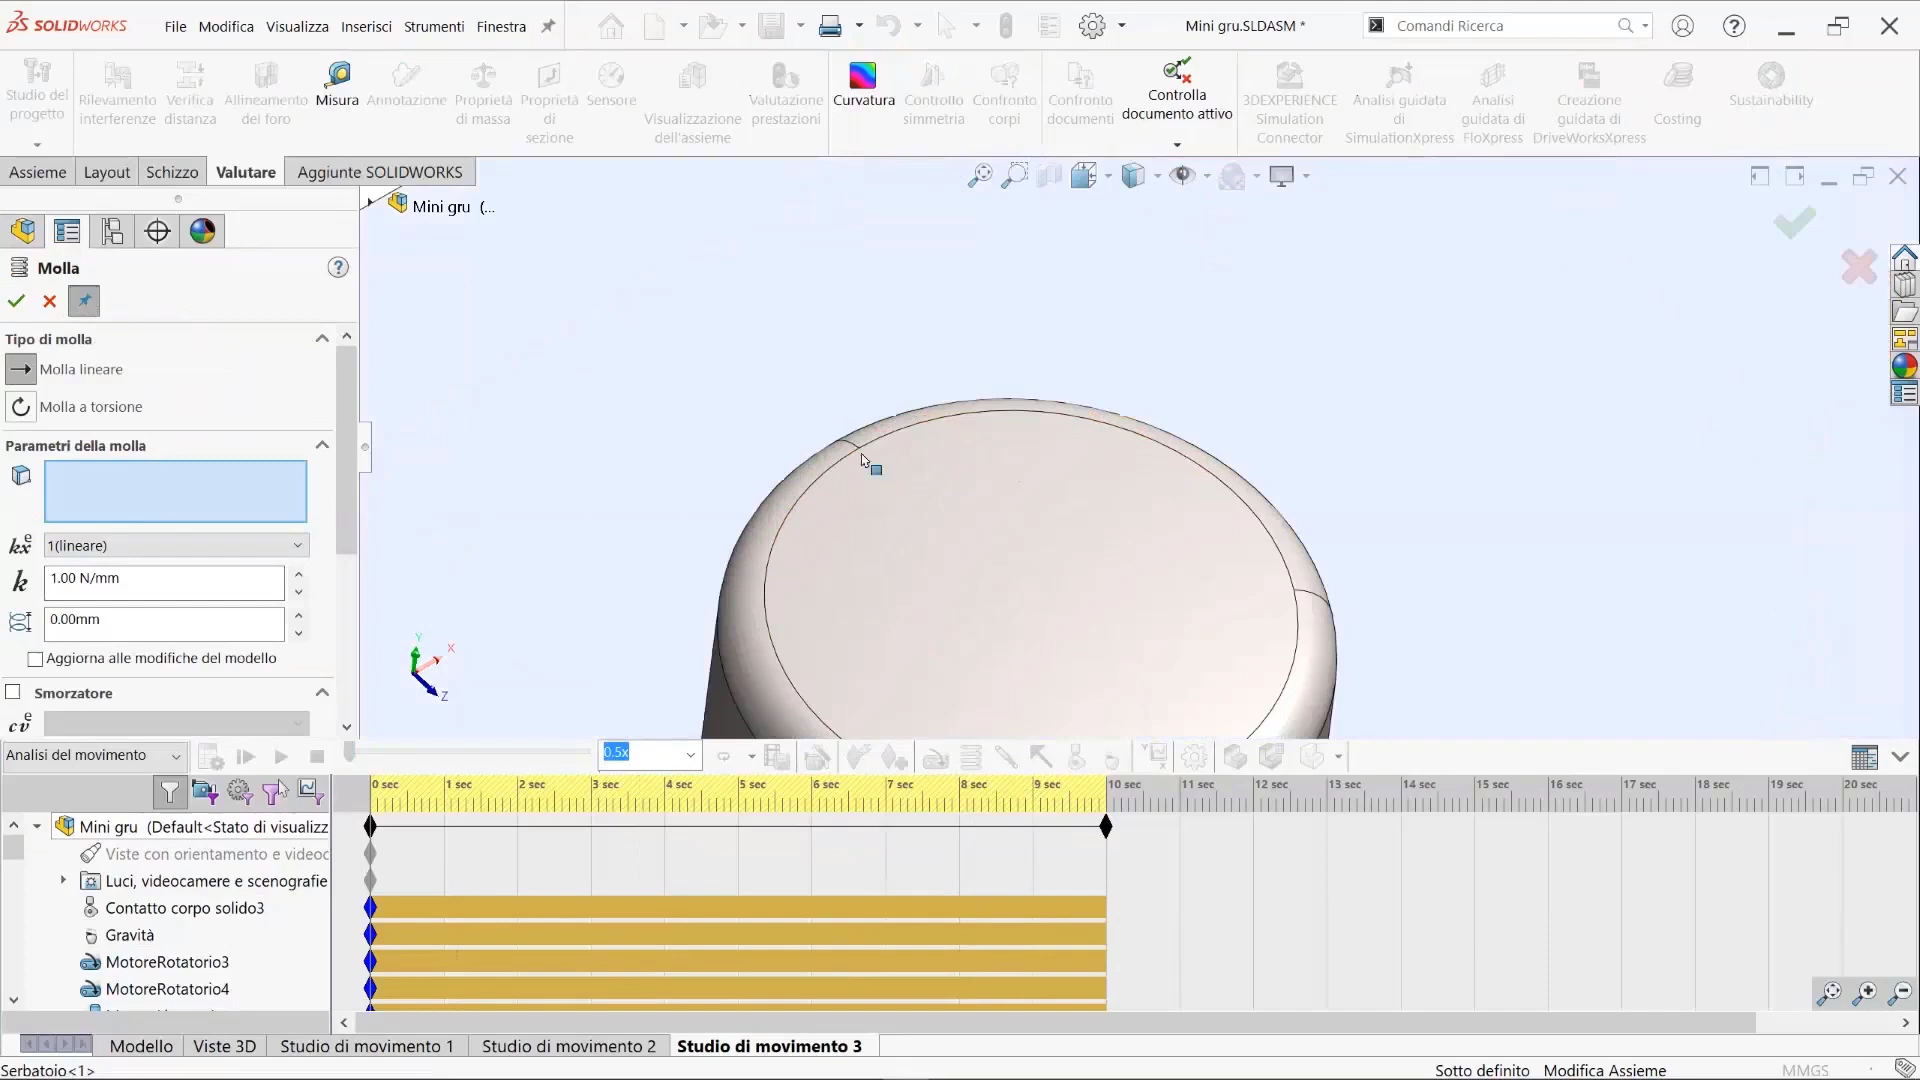 SOLIDWORKS
File Modifica Visualizza Inserisci Strumenti Finestra
Mini gru.SLDASM *
Comandi Ricerca
Studio del progetto
Rilevamento interferenze
Verifica distanza
Allineamento dei foro
Misura
Annotazione
Proprietà di massa
Proprietà di sezione
Sensore
Visualizzazione dell'assieme
Valutazione prestazioni
Curvatura
Controllo simmetria
Confronto corpi
Confronto documenti
Controlla documento attivo
3DEXPERIENCE Simulation Connector
Analisi guidata di SimulationXpress
Analisi guidata di FloXpress
Creazione guidata di DriveWorksXpress
Costing
Sustainability
Assieme Layout Schizzo Valutare Aggiunte SOLIDWORKS
Mini gru (...
Molla
Tipo di molla
Molla lineare
Molla a torsione
Parametri della molla
kx e 1(lineare)
k 1.00 N/mm
0.00mm
Aggiorna alle modifiche del modello
Smorzatore
cv e
Y
X
Z
Analisi del movimento
0.5x
0 sec 1 sec 2 sec 3 sec 4 sec 5 sec 6 sec 7 sec 8 sec 9 sec 10 sec 11 sec 12 sec 13 sec 14 sec 15 sec 16 sec 17 sec 18 sec 19 sec 20 sec
Mini gru (Default<Stato di visualizz
Viste con orientamento e videoc
Luci, videocamere e scenografie
Contatto corpo solido3
Gravità
MotoreRotatorio3
MotoreRotatorio4
Modello Viste 3D Studio di movimento 1 Studio di movimento 2 Studio di movimento 3
Serbatoio<1>
Sotto definito Modifica Assieme MMGS